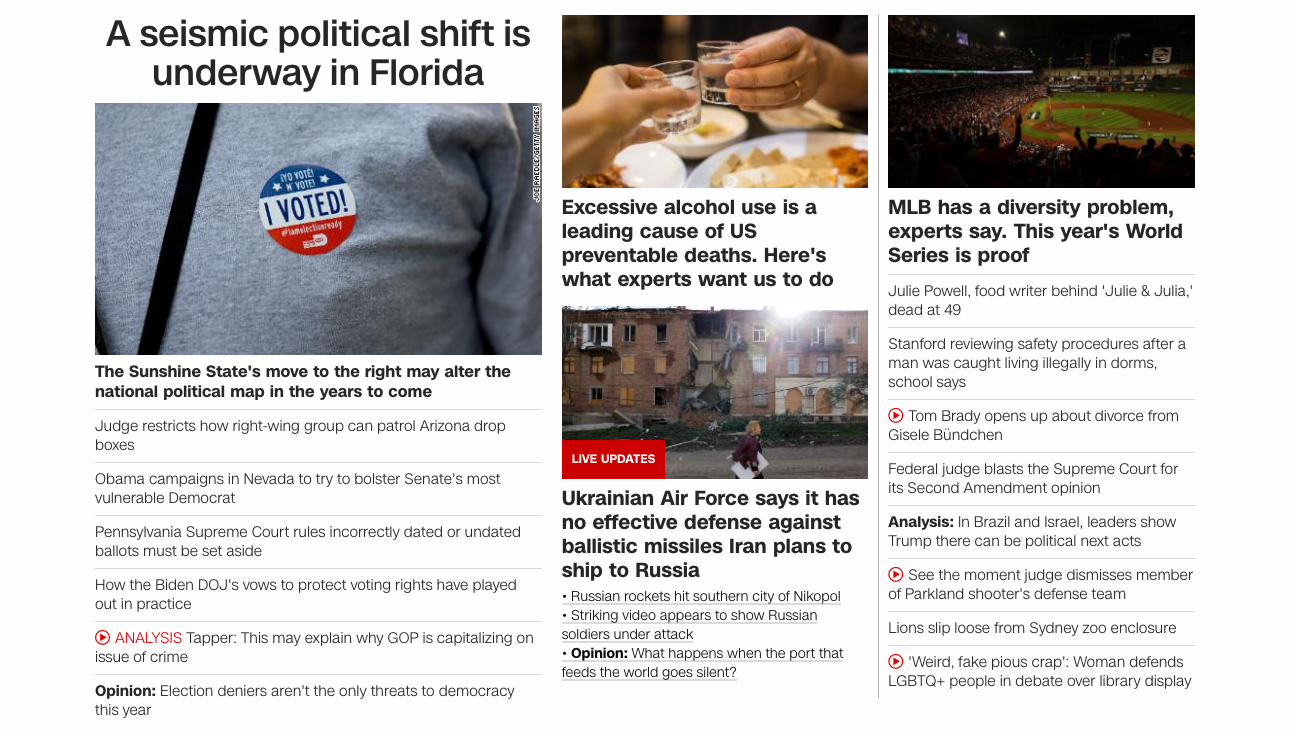 A seismic political shift is
underway in Florida
JOE RAEDLE/GETTY IMAGES
¡YO VOTÉ!
N' VOTE!
I VOTED!
@iamelectionready
The Sunshine State's move to the right may alter the
national political map in the years to come
Judge restricts how right-wing group can patrol Arizona drop
boxes
Obama campaigns in Nevada to try to bolster Senate's most
vulnerable Democrat
Pennsylvania Supreme Court rules incorrectly dated or undated
ballots must be set aside
How the Biden DOJ's vows to protect voting rights have played
out in practice
ANALYSIS Tapper: This may explain why GOP is capitalizing on
issue of crime
Opinion: Election deniers aren't the only threats to democracy
this year
Excessive alcohol use is a
leading cause of US
preventable deaths. Here's
what experts want us to do
LIVE UPDATES
Ukrainian Air Force says it has
no effective defense against
ballistic missiles Iran plans to
ship to Russia
• Russian rockets hit southern city of Nikopol
• Striking video appears to show Russian
soldiers under attack
• Opinion: What happens when the port that
feeds the world goes silent?
MLB has a diversity problem,
experts say. This year's World
Series is proof
Julie Powell, food writer behind 'Julie & Julia,'
dead at 49
Stanford reviewing safety procedures after a
man was caught living illegally in dorms,
school says
Tom Brady opens up about divorce from
Gisele Bündchen
Federal judge blasts the Supreme Court for
its Second Amendment opinion
Analysis: In Brazil and Israel, leaders show
Trump there can be political next acts
See the moment judge dismisses member
of Parkland shooter's defense team
Lions slip loose from Sydney zoo enclosure
'Weird, fake pious crap': Woman defends
LGBTQ+ people in debate over library display